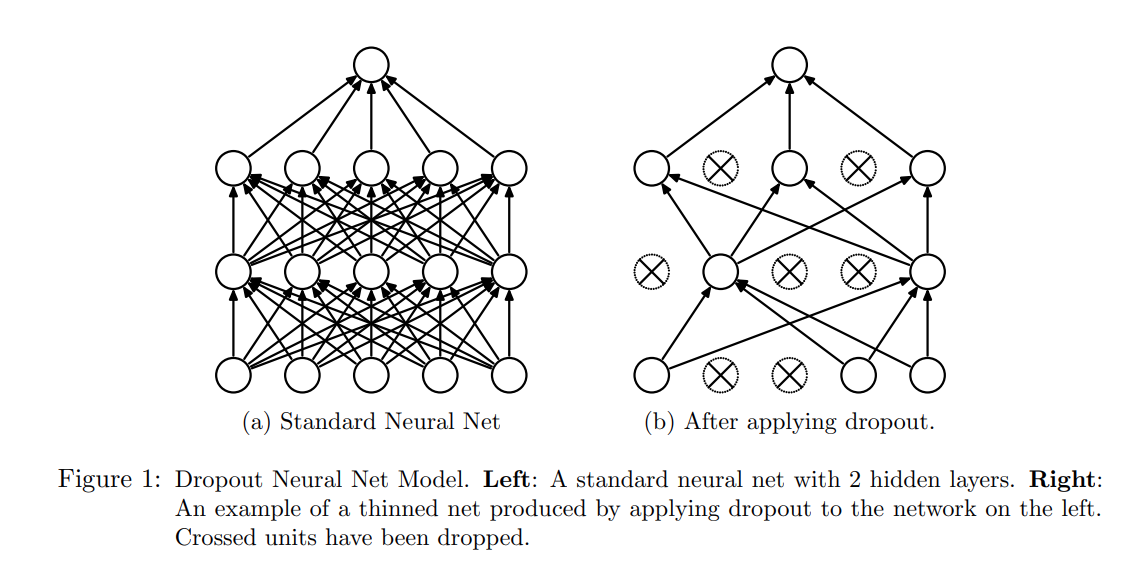 (a) Standard Neural Net
(b) After applying dropout.
Figure 1: Dropout Neural Net Model. Left: A standard neural net with 2 hidden layers. Right:
An example of a thinned net produced by applying dropout to the network on the left.
Crossed units have been dropped.